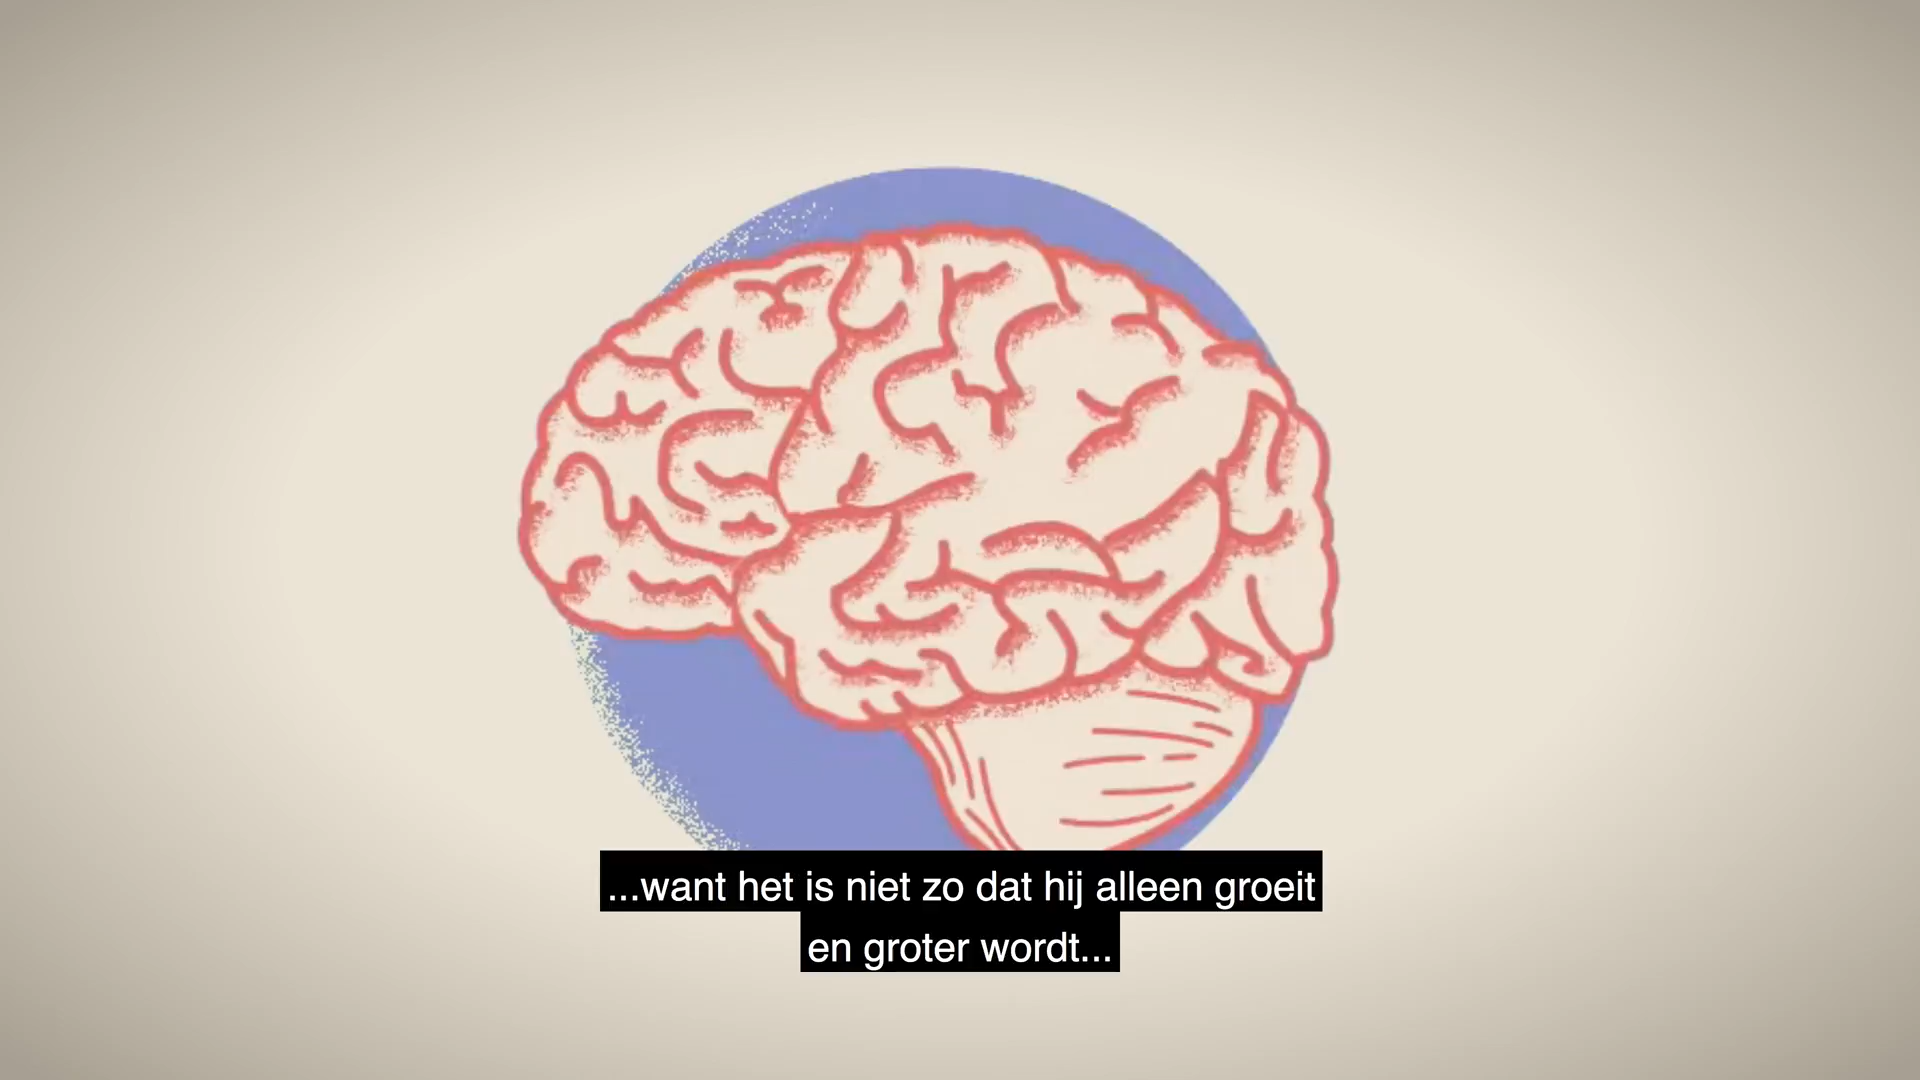 ...want het is niet zo dat hij alleen groeit
en groter wordt...